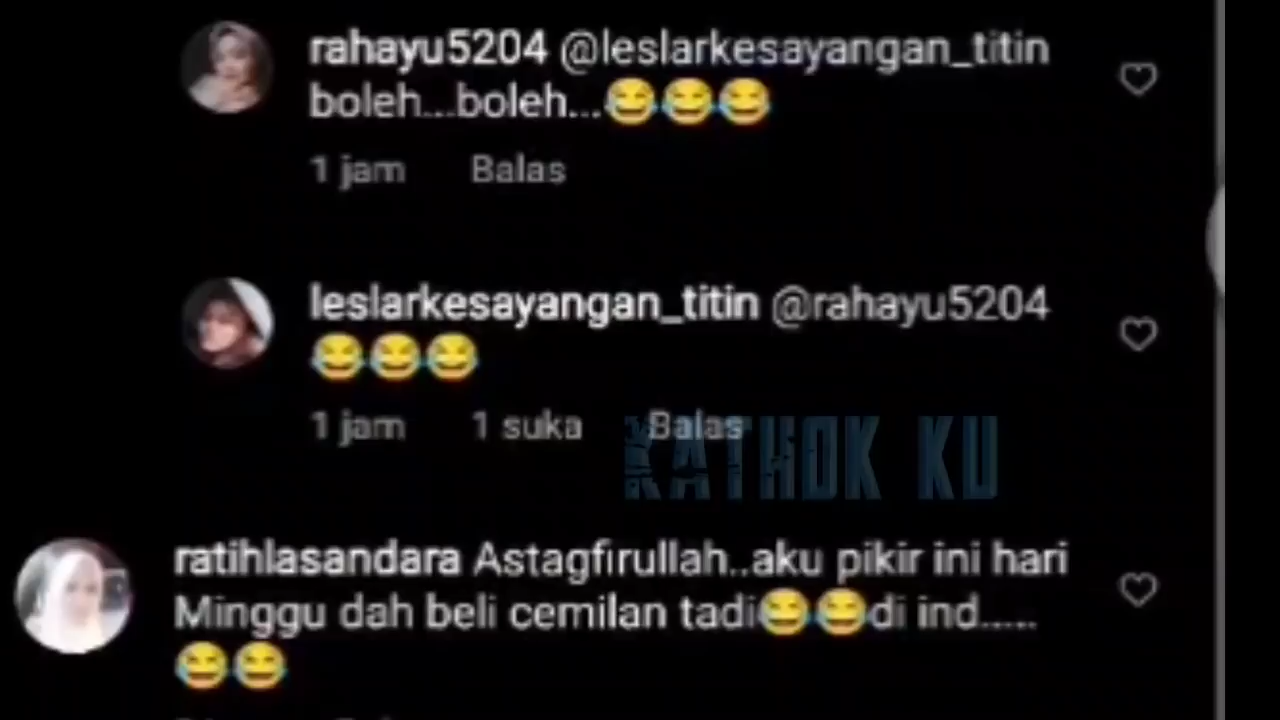 rahayu5204 @leslarkesayangan_titin
boleh...boleh...😂😂😂
1 jam Balas
leslarkesayangan_titin @rahayu5204
😂😂😂
1 jam 1 suka Balas
KATHOK KU
ratihlasandara Astagfirullah..aku pikir ini hari
Minggu dah beli cemilan tadi😂😂di ind.....
😂😂